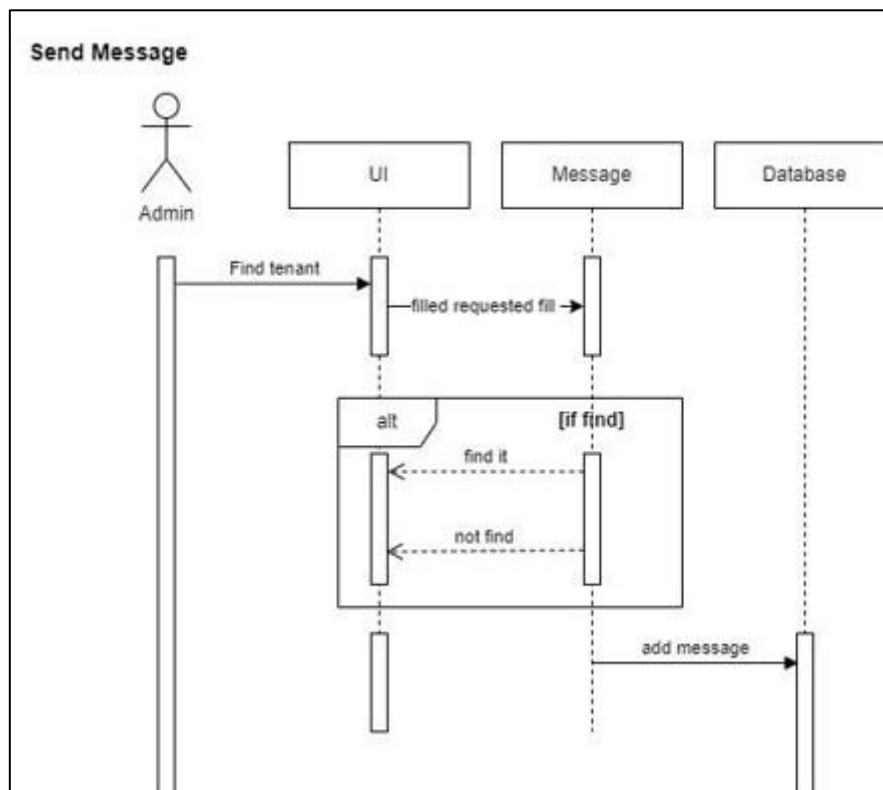 Send Message
UI
Message
Database
Admin
Find tenant
filled requested fill
alt
[if find]
find it
not find
add message